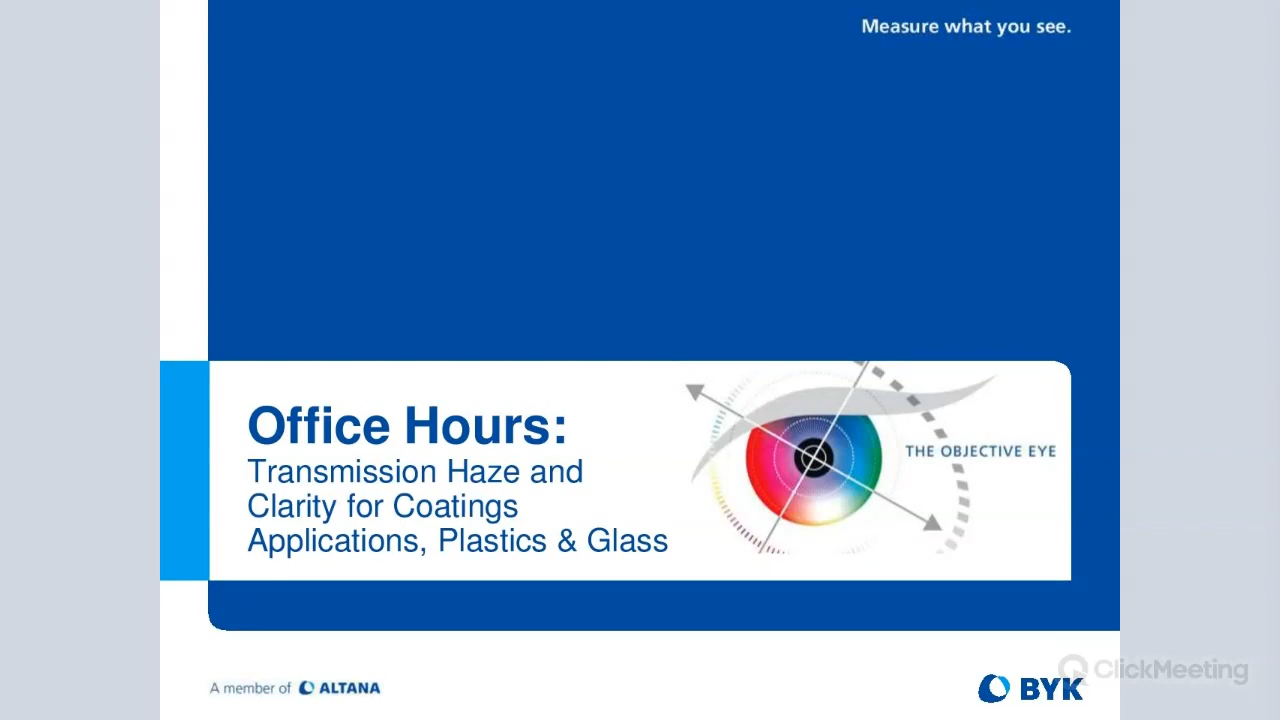 Measure what you see.
Office Hours:
Transmission Haze and
Clarity for Coatings
Applications, Plastics & Glass
THE OBJECTIVE EYE
A member of ALTANA
BYK
ClickMeeting